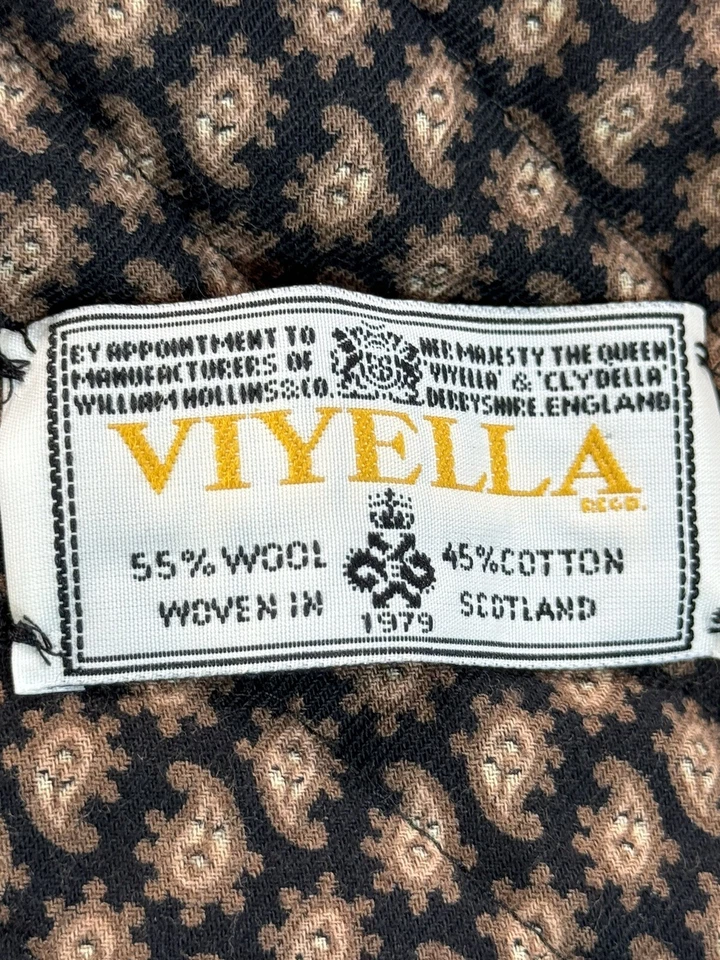 BY APPOINTMENT TO HER MAJESTY THE QUEEN
MANUFACTURERS OF 'VIYELLA' & 'CLYDELLA'
WILLIAM HOLLINS & CO. DERBYSHIRE. ENGLAND
VIYELLA
REGD.
55% WOOL 45% COTTON
WOVEN IN SCOTLAND
1979